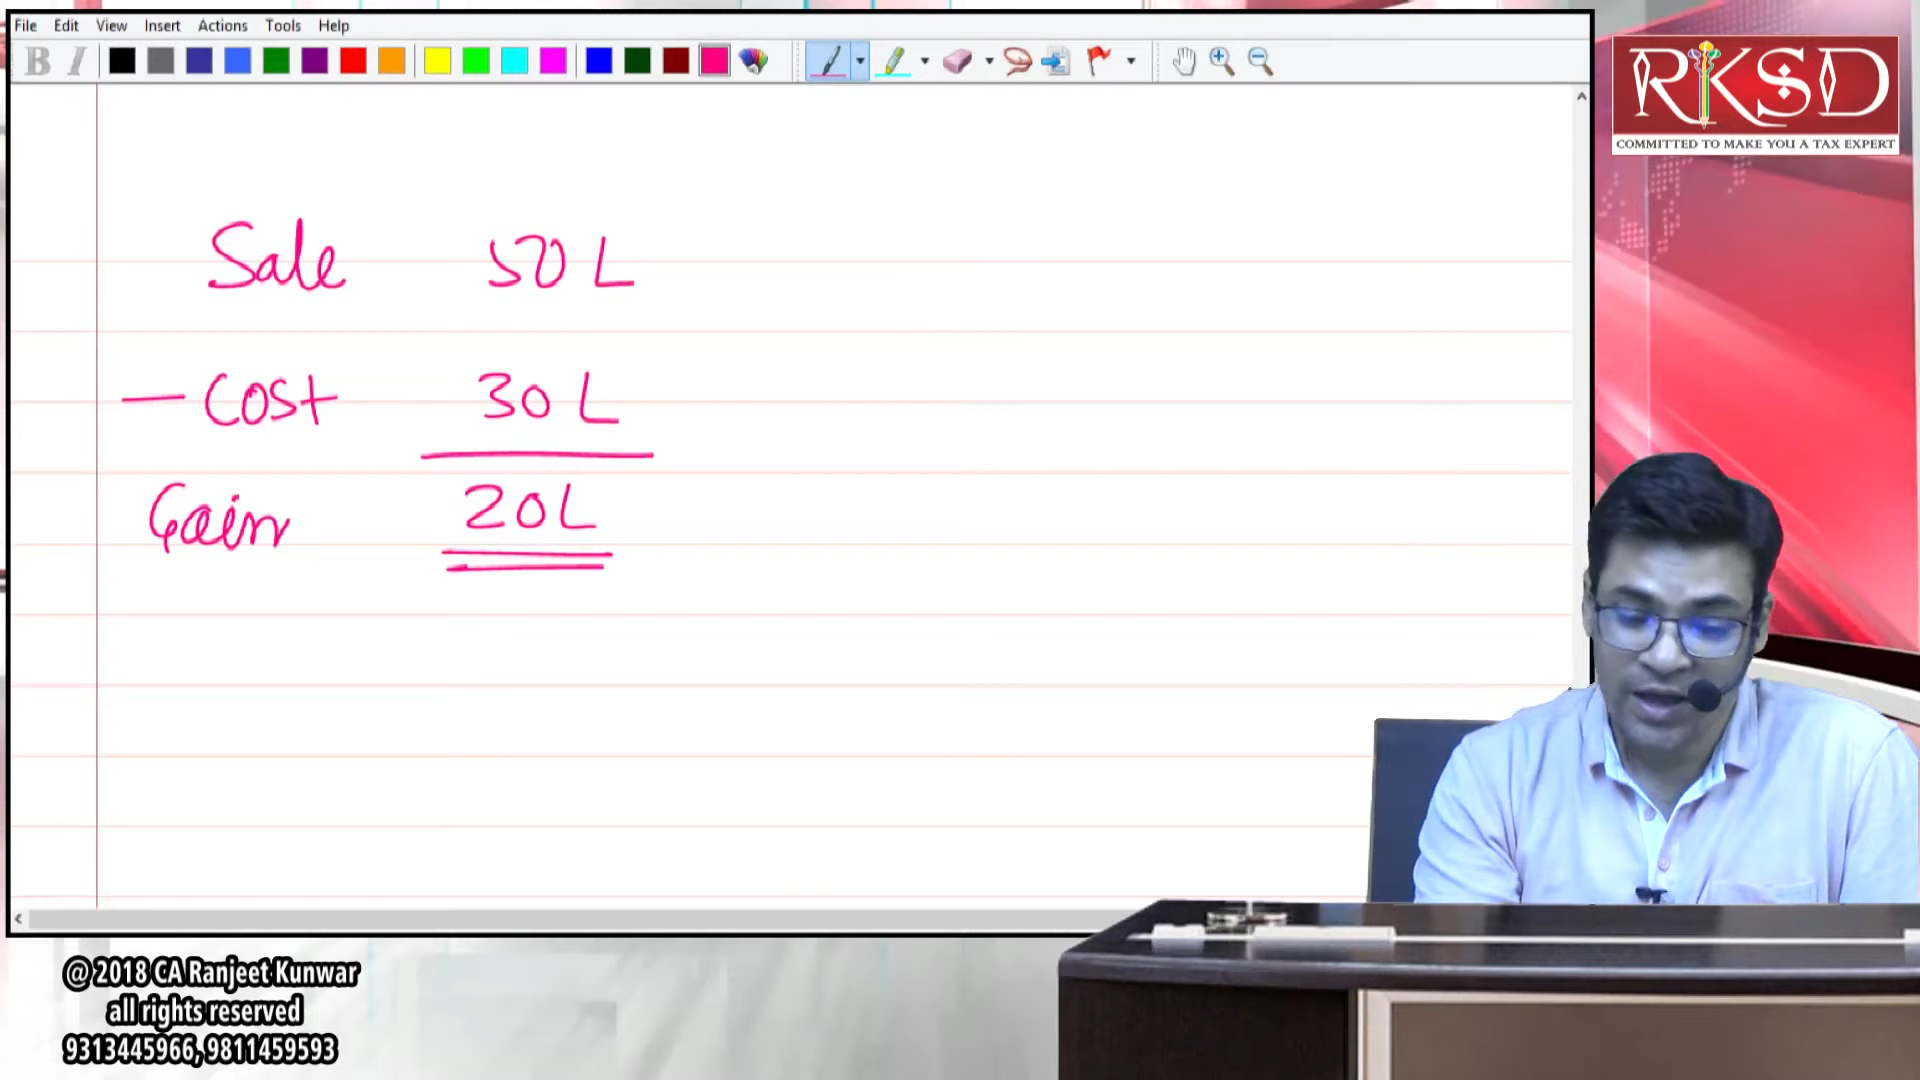 File Edit View Insert Actions Tools Help
B I
RKSD
COMMITTED TO MAKE YOU A TAX EXPERT
Sale 50 L
— Cost 30 L
Gain 20L
@ 2018 CA Ranjeet Kunwar
all rights reserved
9313445966, 9811459593